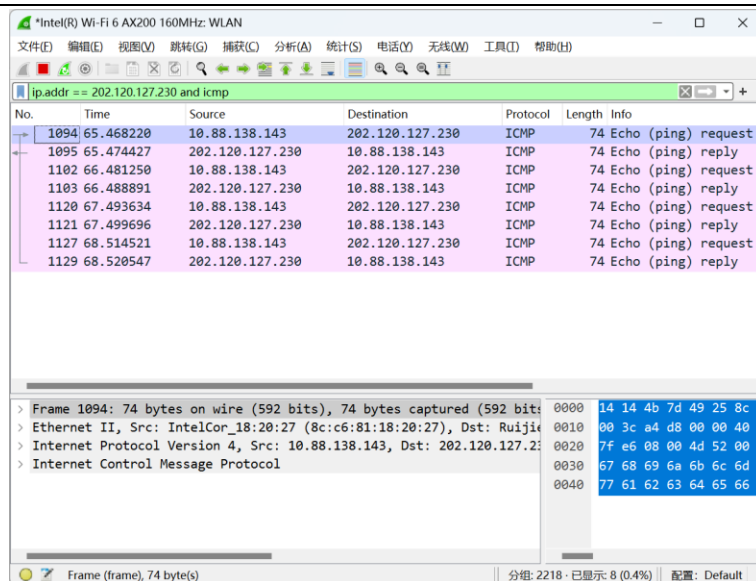 *Intel(R) Wi-Fi 6 AX200 160MHz: WLAN
文件(F) 编辑(E) 视图(V) 跳转(G) 捕获(C) 分析(A) 统计(S) 电话(Y) 无线(W) 工具(T) 帮助(H)
ip.addr == 202.120.127.230 and icmp
No. Time Source Destination Protocol Length Info
1094 65.468220 10.88.138.143 202.120.127.230 ICMP 74 Echo (ping) request
1095 65.474427 202.120.127.230 10.88.138.143 ICMP 74 Echo (ping) reply
1102 66.481250 10.88.138.143 202.120.127.230 ICMP 74 Echo (ping) request
1103 66.488891 202.120.127.230 10.88.138.143 ICMP 74 Echo (ping) reply
1120 67.493634 10.88.138.143 202.120.127.230 ICMP 74 Echo (ping) request
1121 67.499696 202.120.127.230 10.88.138.143 ICMP 74 Echo (ping) reply
1127 68.514521 10.88.138.143 202.120.127.230 ICMP 74 Echo (ping) request
1129 68.520547 202.120.127.230 10.88.138.143 ICMP 74 Echo (ping) reply
Frame 1094: 74 bytes on wire (592 bits), 74 bytes captured (592 bits
Ethernet II, Src: IntelCor_18:20:27 (8c:c6:81:18:20:27), Dst: Ruijie
Internet Protocol Version 4, Src: 10.88.138.143, Dst: 202.120.127.23
Internet Control Message Protocol
0000 14 14 4b 7d 49 25 8c
0010 00 3c a4 d8 00 00 40
0020 7f e6 08 00 4d 52 00
0030 67 68 69 6a 6b 6c 6d
0040 77 61 62 63 64 65 66
Frame (frame), 74 byte(s) 分组: 2218 · 已显示: 8 (0.4%) 配置: Default